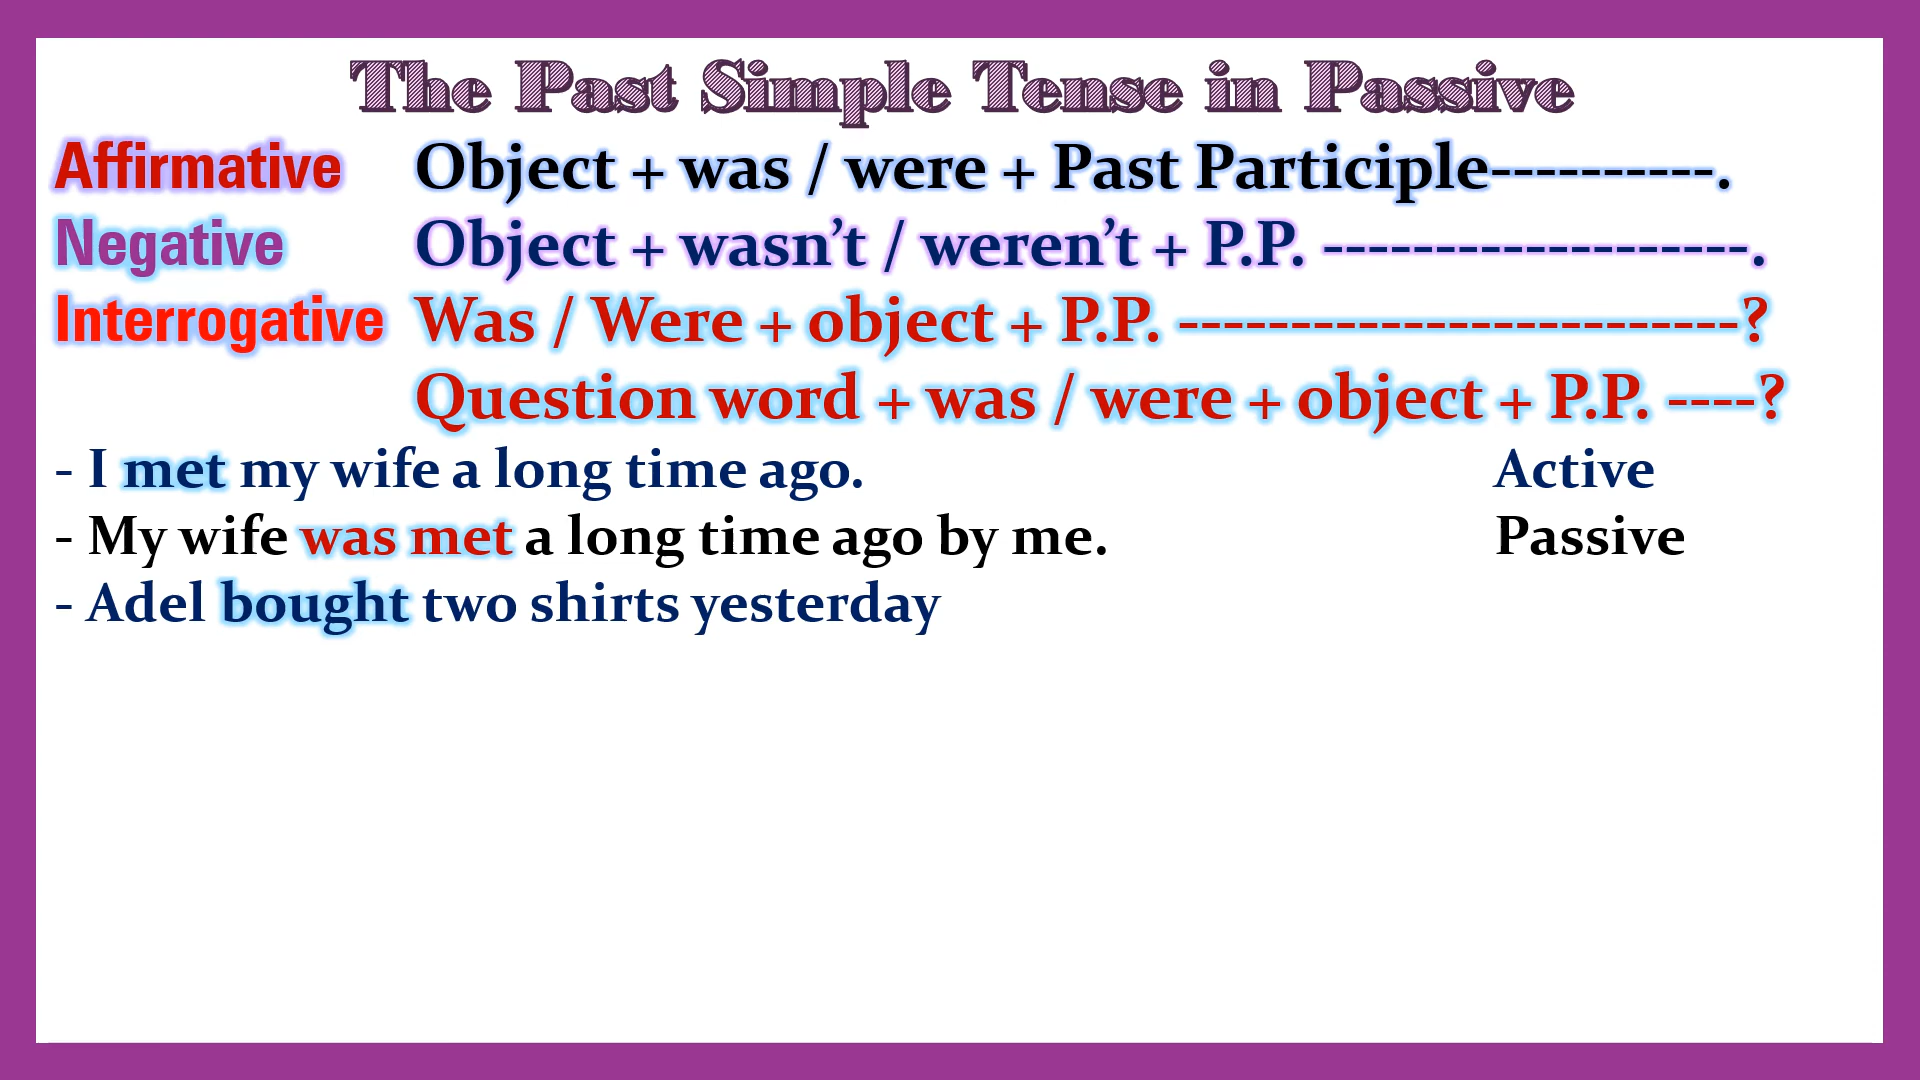 The Past Simple Tense in Passive
Affirmative Object + was / were + Past Participle----------.
Negative Object + wasn’t / weren’t + P.P. -------------------.
Interrogative Was / Were + object + P.P. -------------------------?
Question word + was / were + object + P.P. ----?
- I met my wife a long time ago. Active
- My wife was met a long time ago by me. Passive
- Adel bought two shirts yesterday